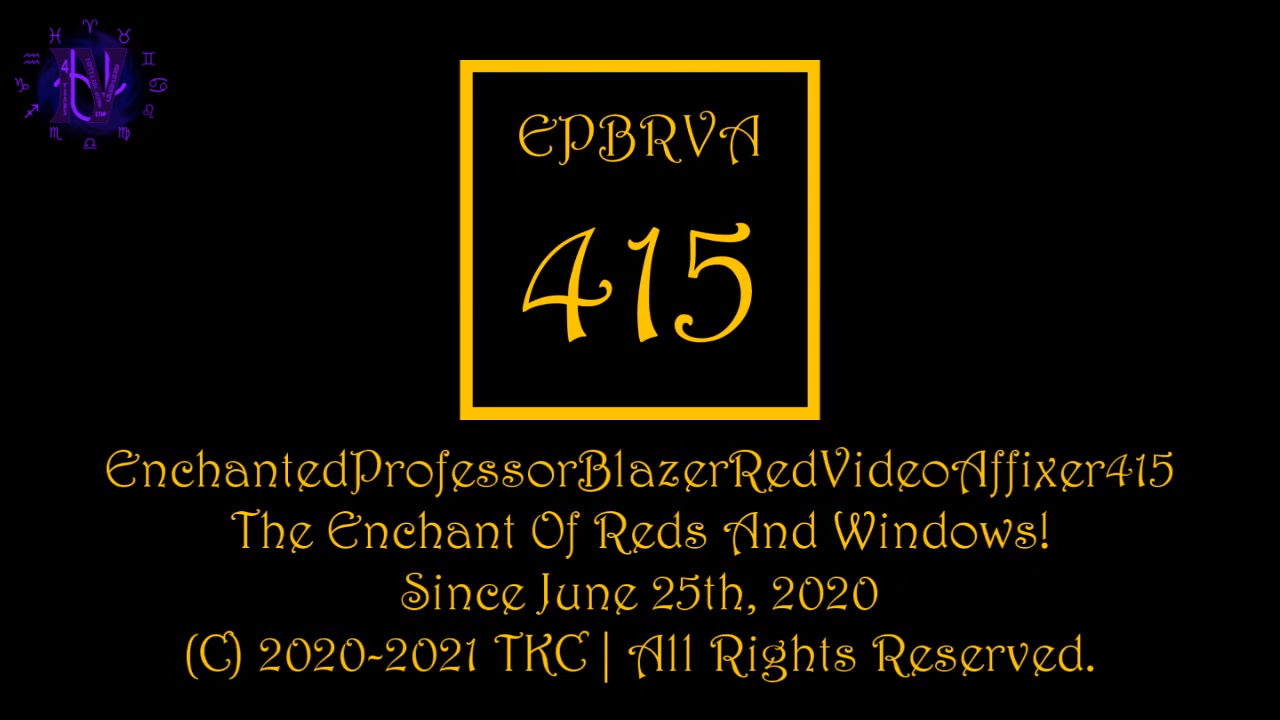 EPBRVA
415
EnchantedProfessorBlazerRedVideoAffixer415
The Enchant Of Reds And Windows!
Since June 25th, 2020
(C) 2020-2021 TKC | All Rights Reserved.